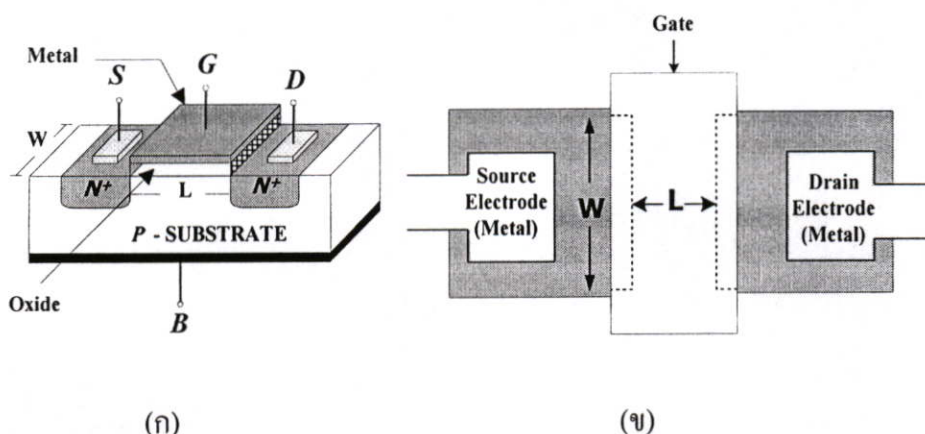 Metal
S
G
D
W
N+
L
N+
P - SUBSTRATE
Oxide
B
(ก)
Gate
Source
Electrode
(Metal)
W
L
Drain
Electrode
(Metal)
(ข)